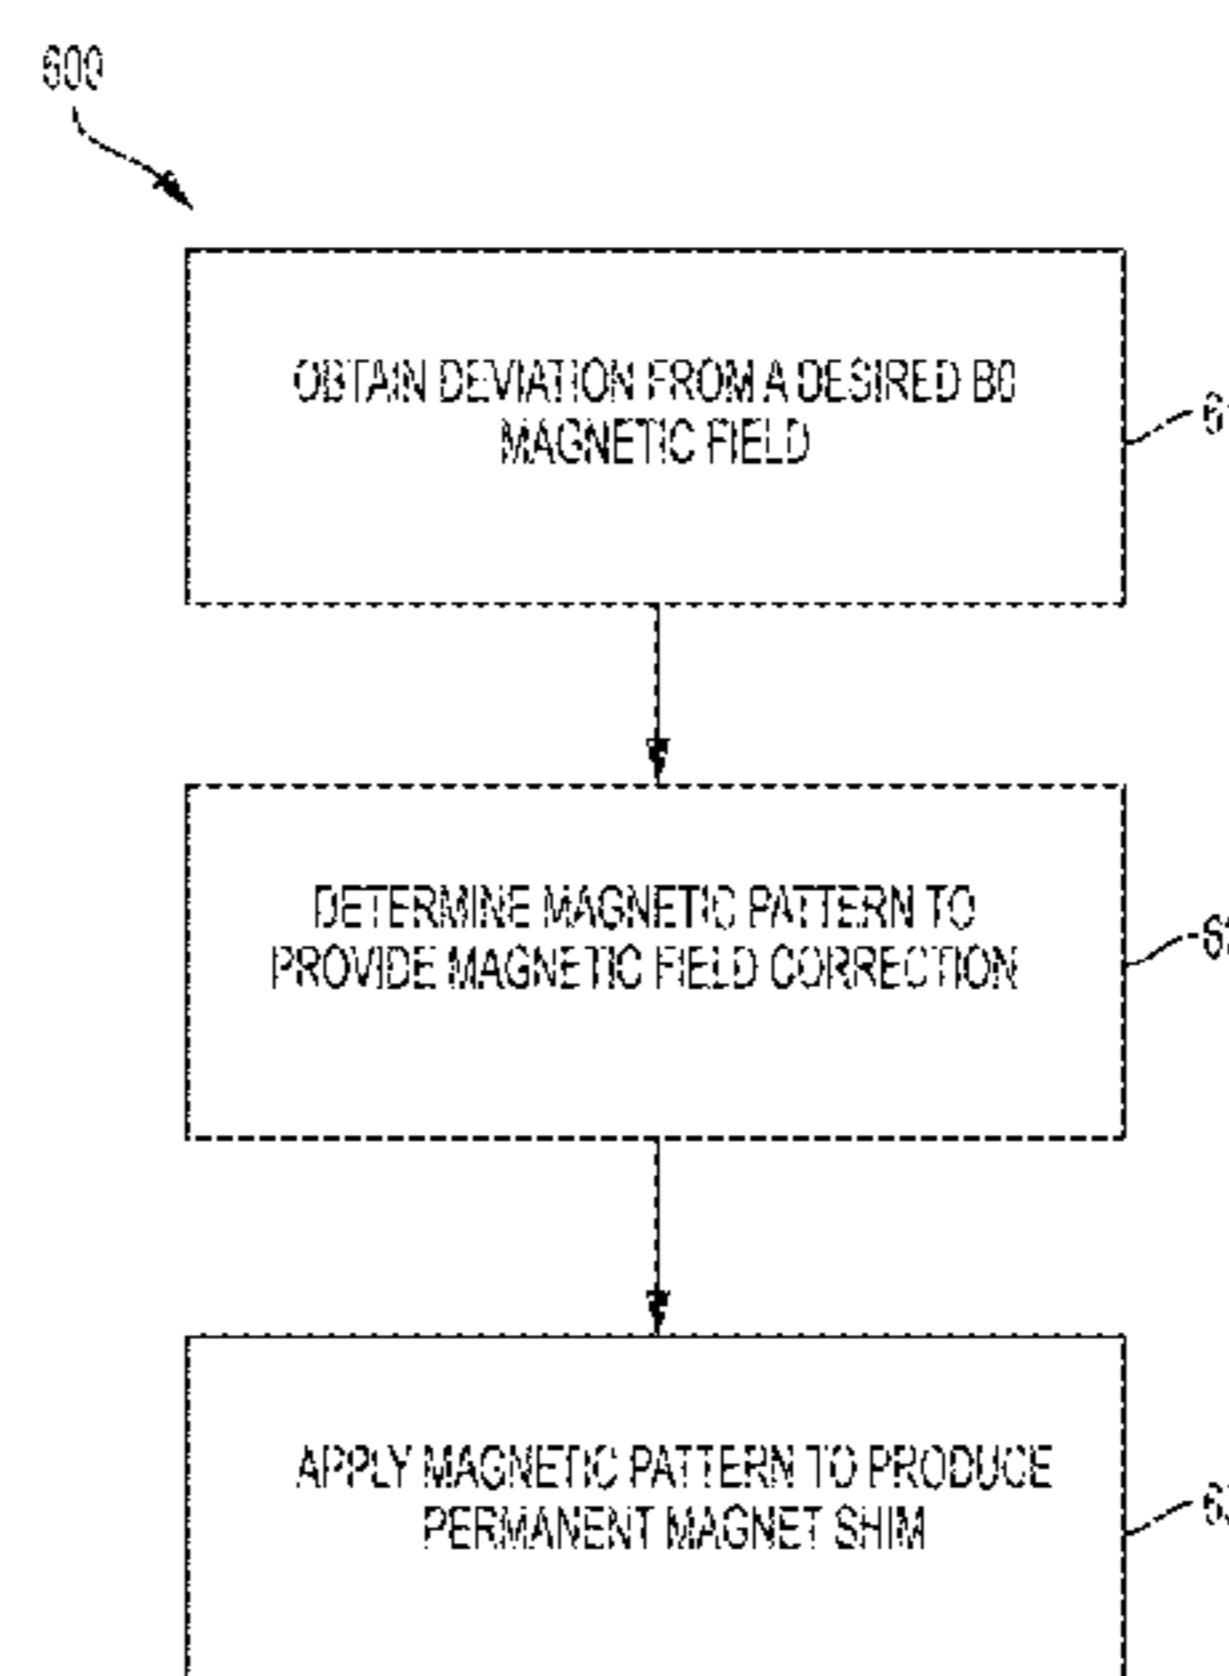 600
OBTAIN DEVIATION FROM A DESIRED B0
MAGNETIC FIELD
DETERMINE MAGNETIC PATTERN TO
PROVIDE MAGNETIC FIELD CORRECTION
APPLY MAGNETIC PATTERN TO PRODUCE
PERMANENT MAGNET SHIM